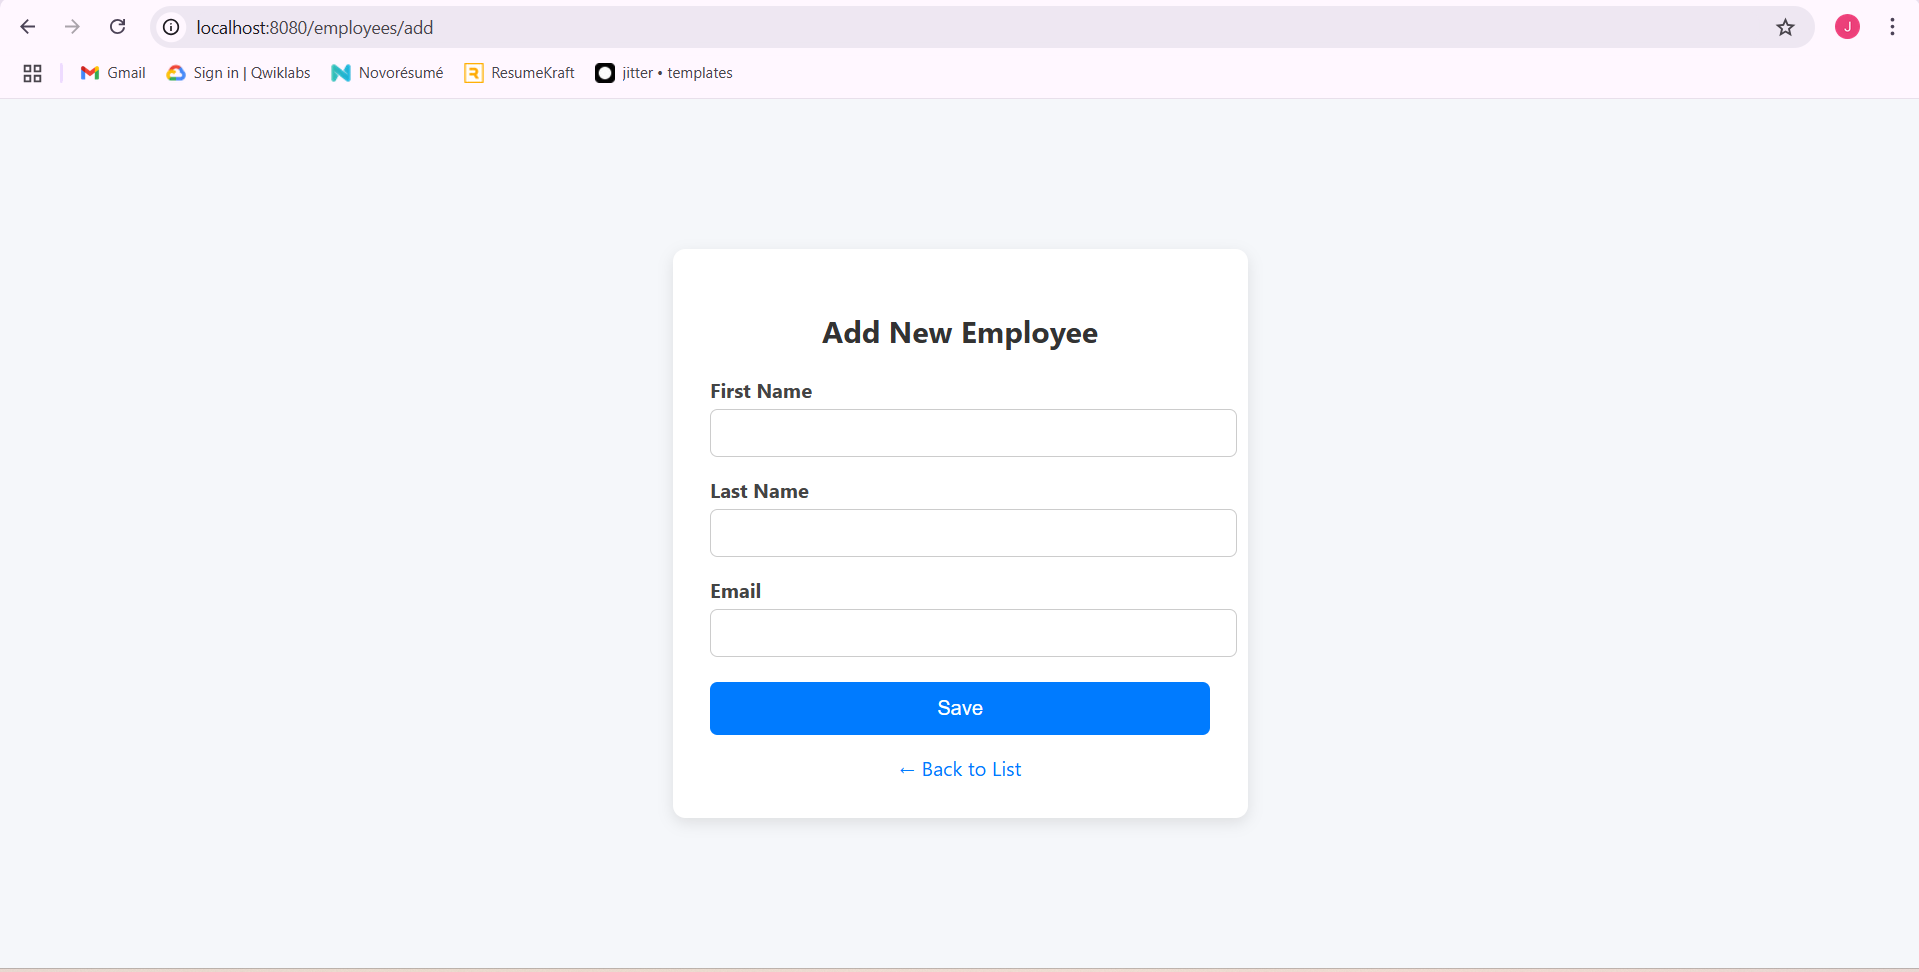 localhost:8080/employees/add
J
Gmail Sign in | Qwiklabs Novorésumé ResumeKraft jitter • templates
Add New Employee
First Name
Last Name
Email
Save
← Back to List